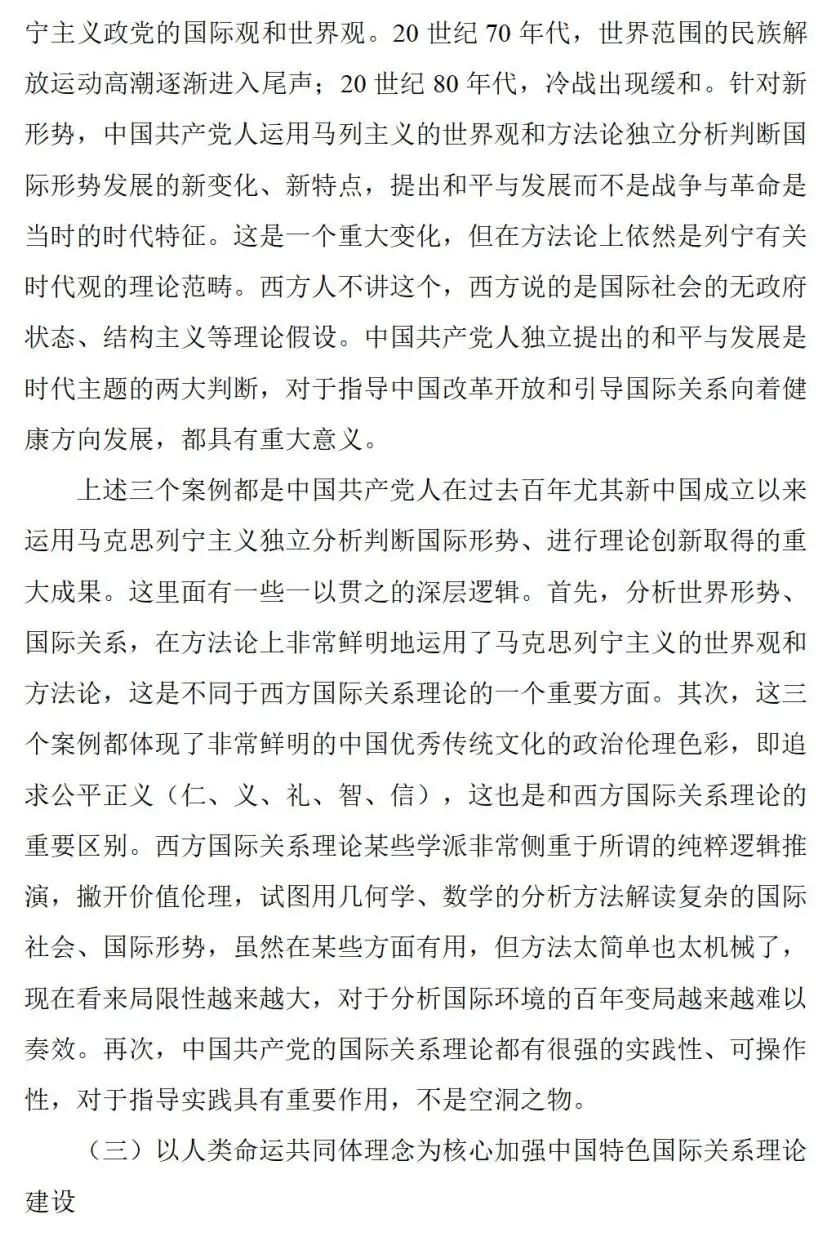 宁主义政党的国际观和世界观。20 世纪 70 年代，世界范围的民族解
放运动高潮逐渐进入尾声；20 世纪 80 年代，冷战出现缓和。针对新
形势，中国共产党人运用马列主义的世界观和方法论独立分析判断国
际形势发展的新变化、新特点，提出和平与发展而不是战争与革命是
当时的时代特征。这是一个重大变化，但在方法论上依然是列宁有关
时代观的理论范畴。西方人不讲这个，西方说的是国际社会的无政府
状态、结构主义等理论假设。中国共产党人独立提出的和平与发展是
时代主题的两大判断，对于指导中国改革开放和引导国际关系向着健
康方向发展，都具有重大意义。
上述三个案例都是中国共产党人在过去百年尤其新中国成立以来
运用马克思列宁主义独立分析判断国际形势、进行理论创新取得的重
大成果。这里面有一些一以贯之的深层逻辑。首先，分析世界形势、
国际关系，在方法论上非常鲜明地运用了马克思列宁主义的世界观和
方法论，这是不同于西方国际关系理论的一个重要方面。其次，这三
个案例都体现了非常鲜明的中国优秀传统文化的政治伦理色彩，即追
求公平正义（仁、义、礼、智、信），这也是和西方国际关系理论的
重要区别。西方国际关系理论某些学派非常侧重于所谓的纯粹逻辑推
演，撇开价值伦理，试图用几何学、数学的分析方法解读复杂的国际
社会、国际形势，虽然在某些方面有用，但方法太简单也太机械了，
现在看来局限性越来越大，对于分析国际环境的百年变局越来越难以
奏效。再次，中国共产党的国际关系理论都有很强的实践性、可操作
性，对于指导实践具有重要作用，不是空洞之物。
（三）以人类命运共同体理念为核心加强中国特色国际关系理论
建设